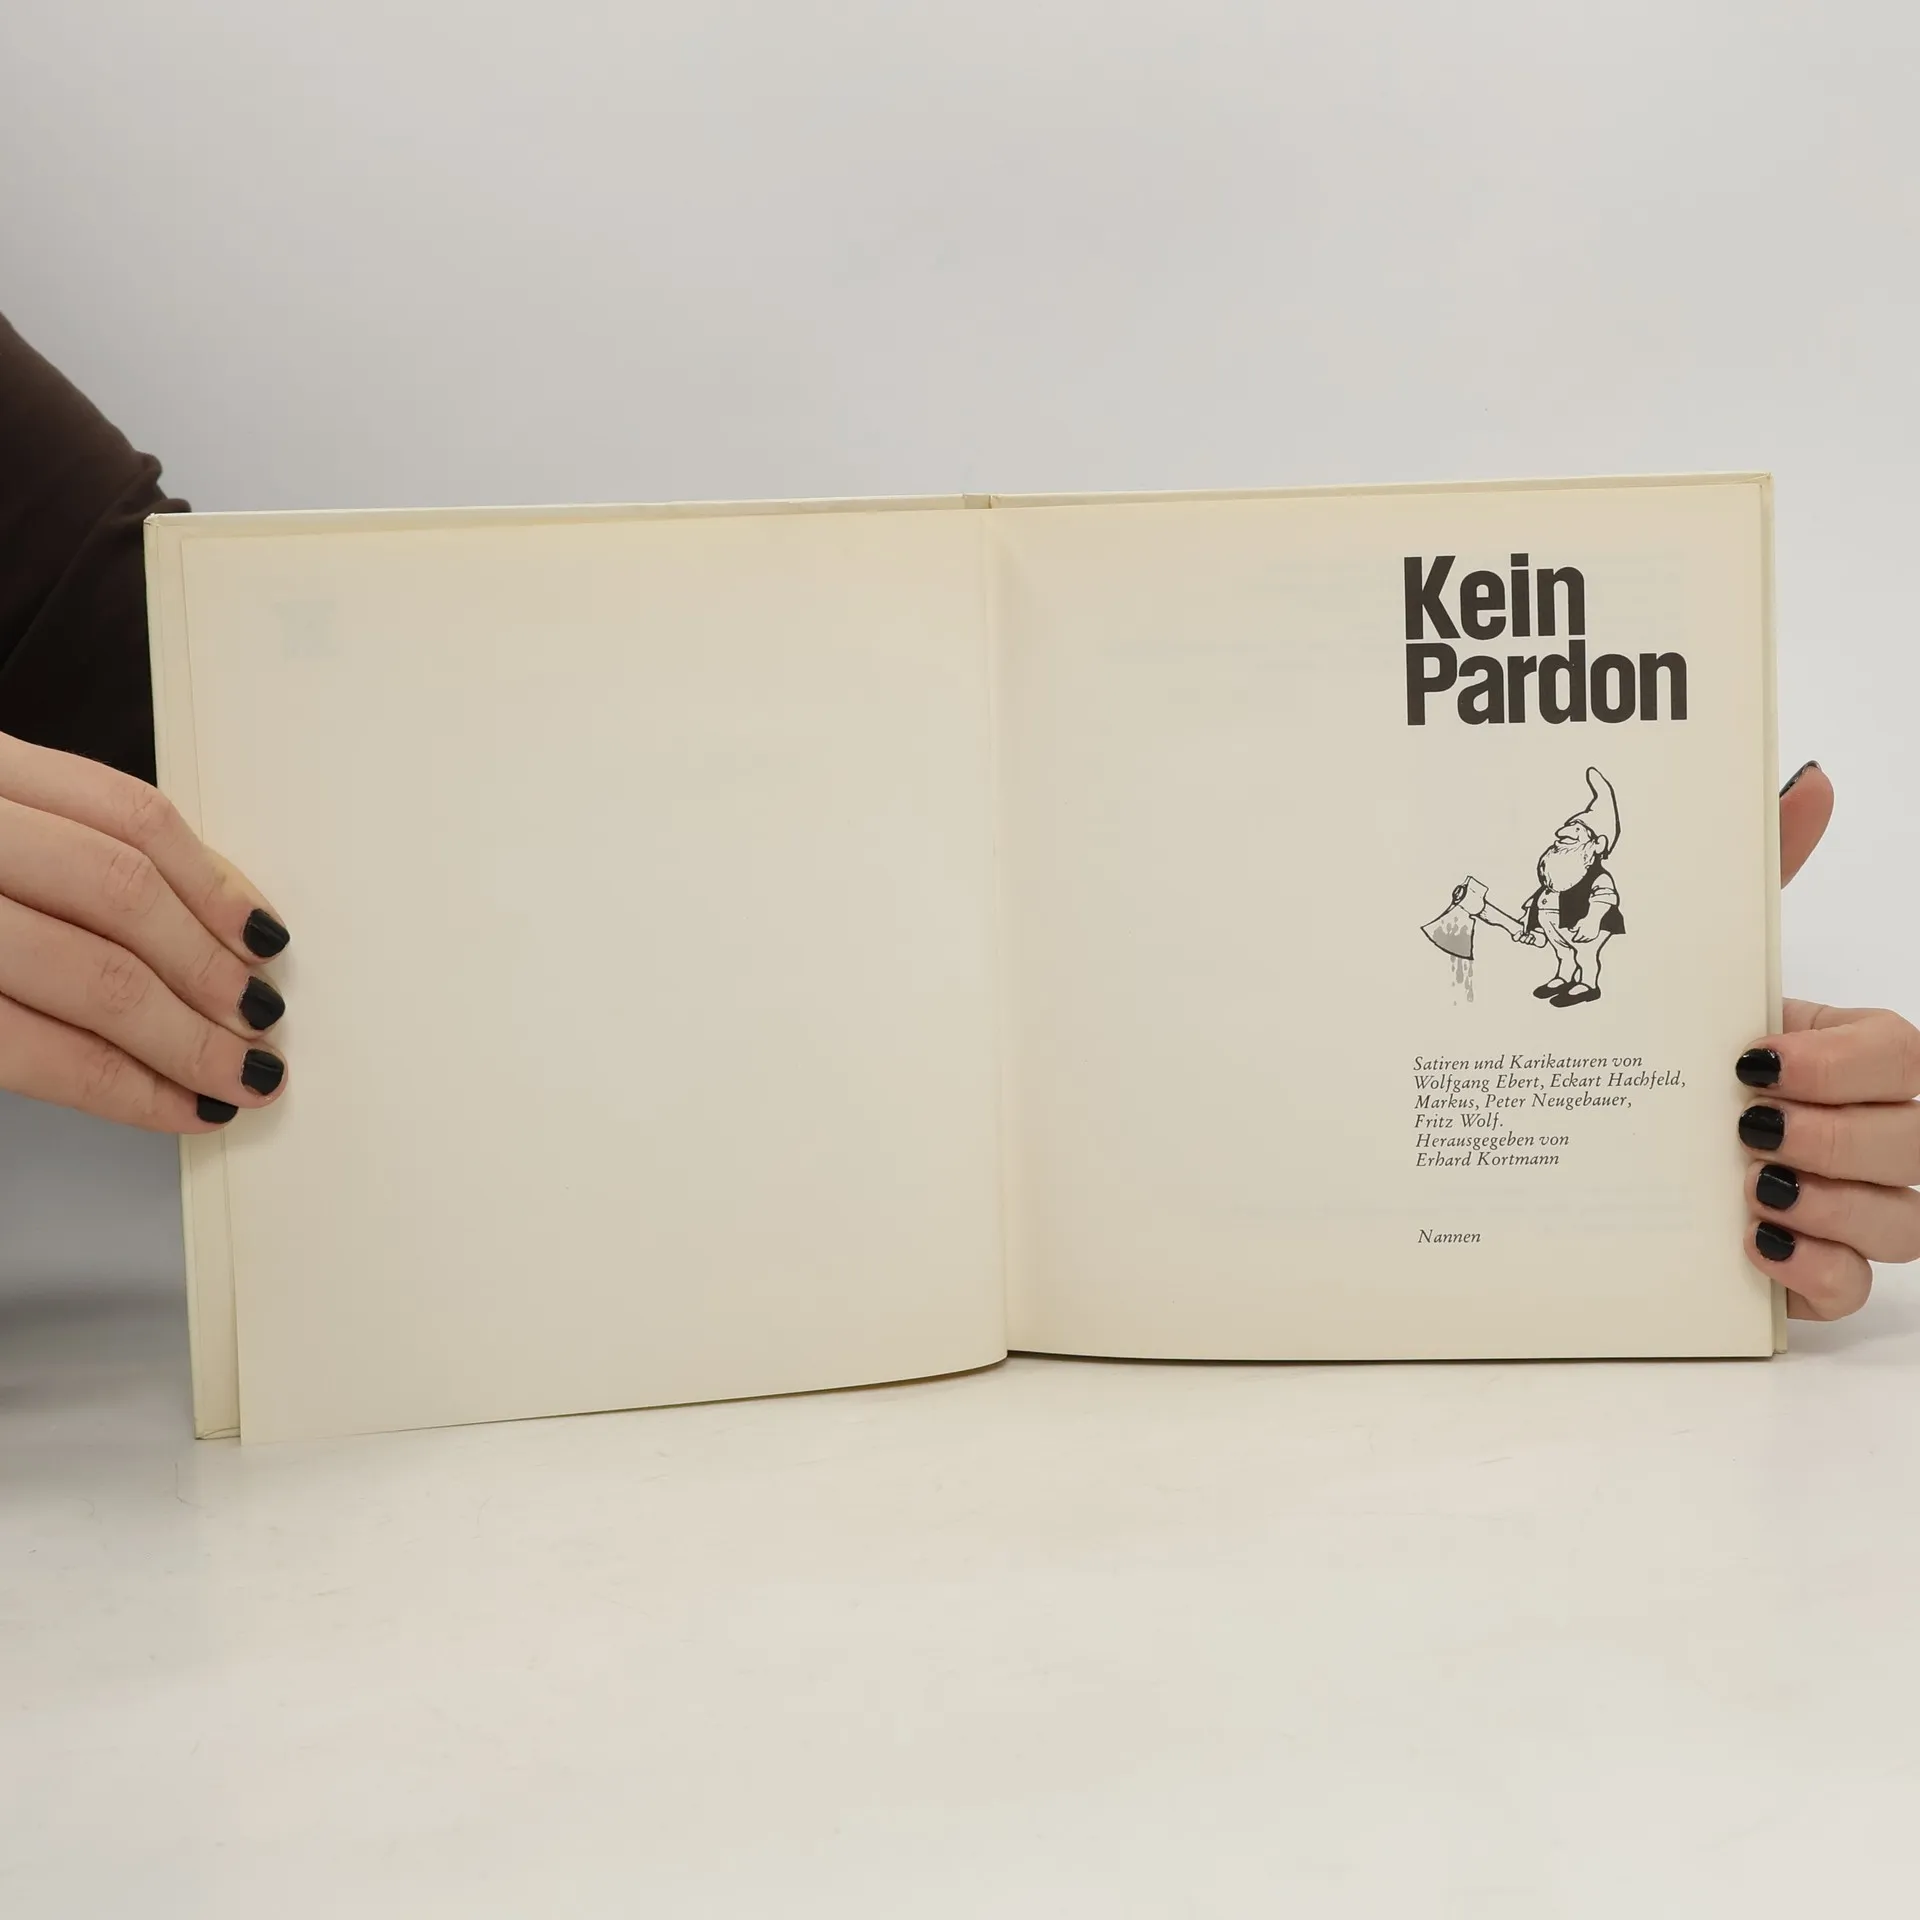 Kein
Pardon
Satiren und Karikaturen von
Wolfgang Ebert, Eckart Hachfeld,
Markus, Peter Neugebauer,
Fritz Wolf.
Herausgegeben von
Erhard Kortmann
Nannen